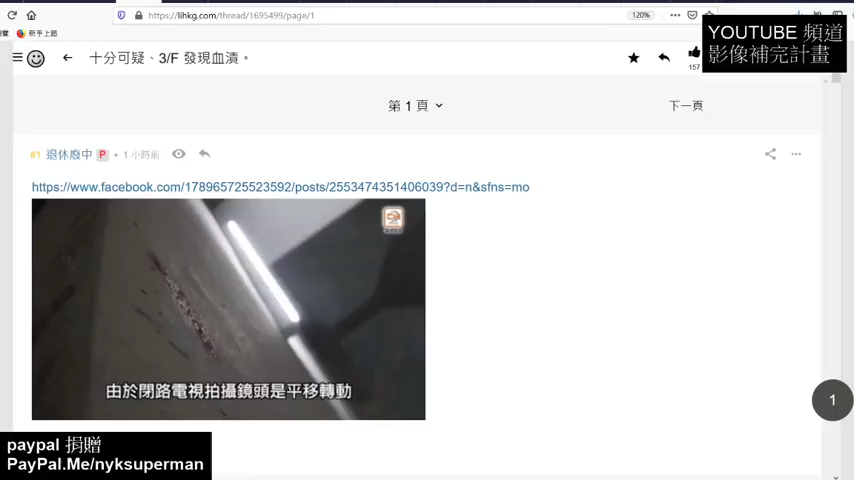 https://lihkg.com/thread/1695499/page/1
120%
新手上路
YOUTUBE 頻道
影像補完計畫
十分可疑、3/F 發現血漬。
157
第 1 頁
下一頁
#1 退休廢中 P • 1 小時前
https://www.facebook.com/178965725523592/posts/2553474351406039?d=n&sfns=mo
由於閉路電視拍攝鏡頭是平移轉動
1
paypal 捐贈
PayPal.Me/nyksuperman